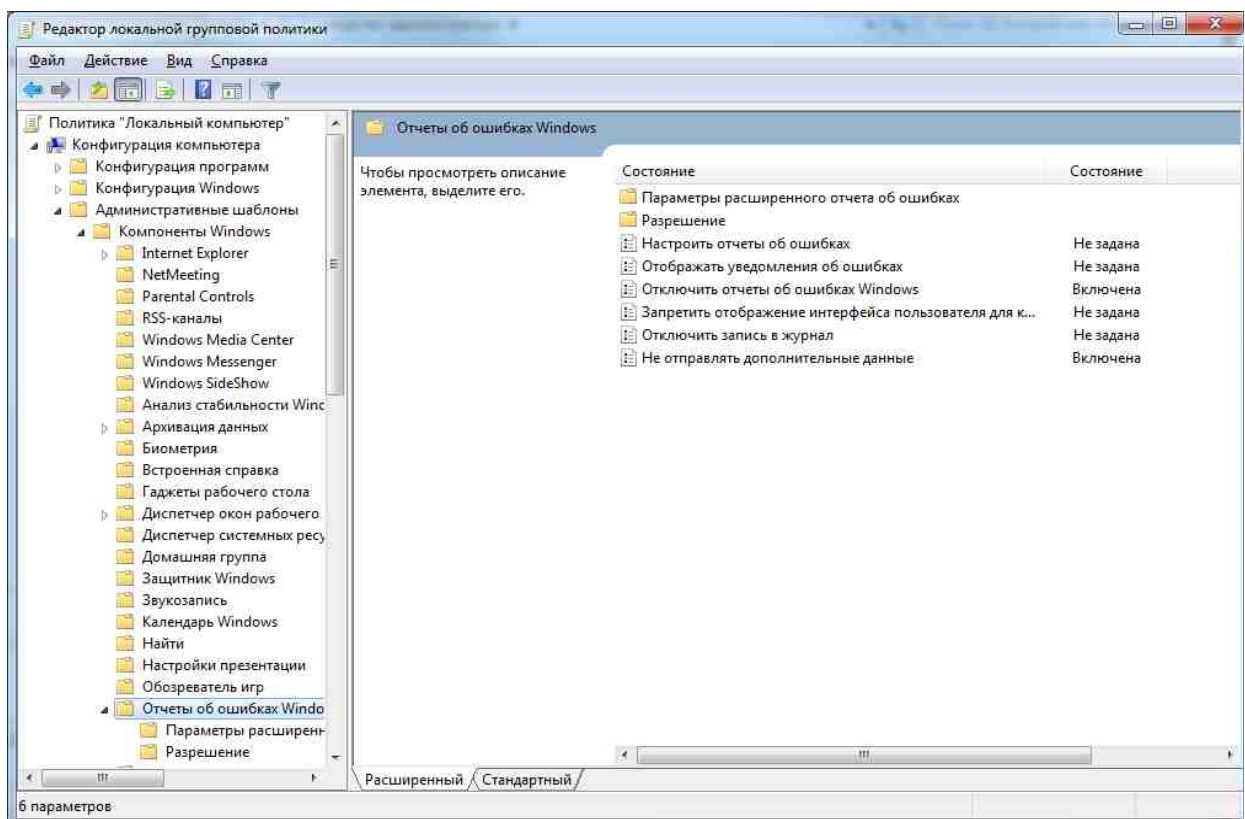 Редактор локальной групповой политики
Файл Действие Вид Справка
Политика "Локальный компьютер"
Конфигурация компьютера
Конфигурация программ
Конфигурация Windows
Административные шаблоны
Компоненты Windows
Internet Explorer
NetMeeting
Parental Controls
RSS-каналы
Windows Media Center
Windows Messenger
Windows SideShow
Анализ стабильности Winc
Архивация данных
Биометрия
Встроенная справка
Гаджеты рабочего стола
Диспетчер окон рабочего
Диспетчер системных ресу
Домашняя группа
Защитник Windows
Звукозапись
Календарь Windows
Найти
Настройки презентации
Обозреватель игр
Отчеты об ошибках Windo
Параметры расширенн
Разрешение
Отчеты об ошибках Windows
Чтобы просмотреть описание
элемента, выделите его.
Состояние Состояние
Параметры расширенного отчета об ошибках
Разрешение
Настроить отчеты об ошибках Не задана
Отображать уведомления об ошибках Не задана
Отключить отчеты об ошибках Windows Включена
Запретить отображение интерфейса пользователя для к... Не задана
Отключить запись в журнал Не задана
Не отправлять дополнительные данные Включена
Расширенный Стандартный
6 параметров